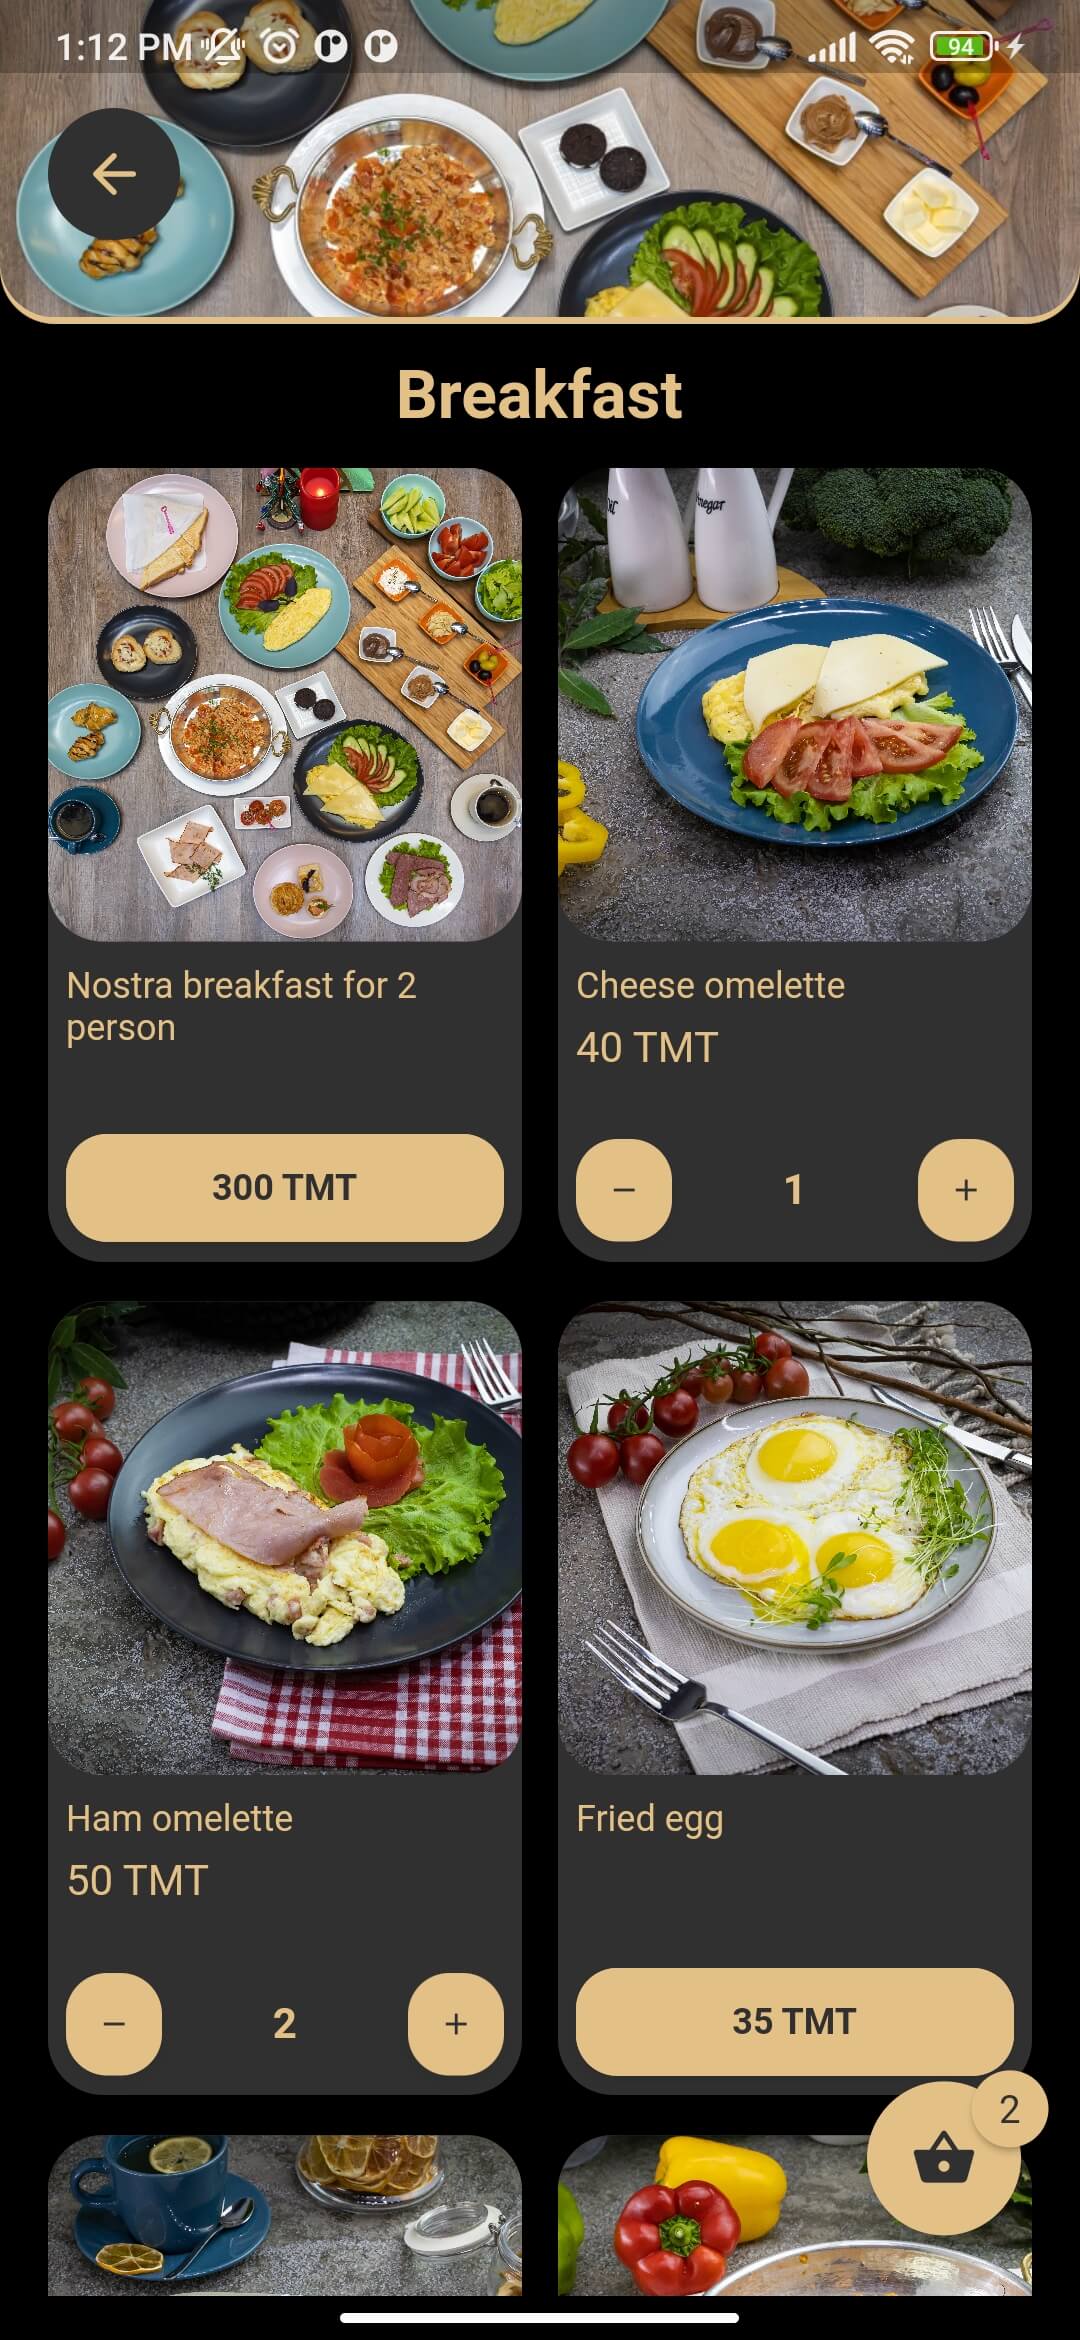 1:12 PM
94
Breakfast
Nostra breakfast for 2
person
300 TMT
Cheese omelette
40 TMT
1
Ham omelette
50 TMT
2
Fried egg
35 TMT
2